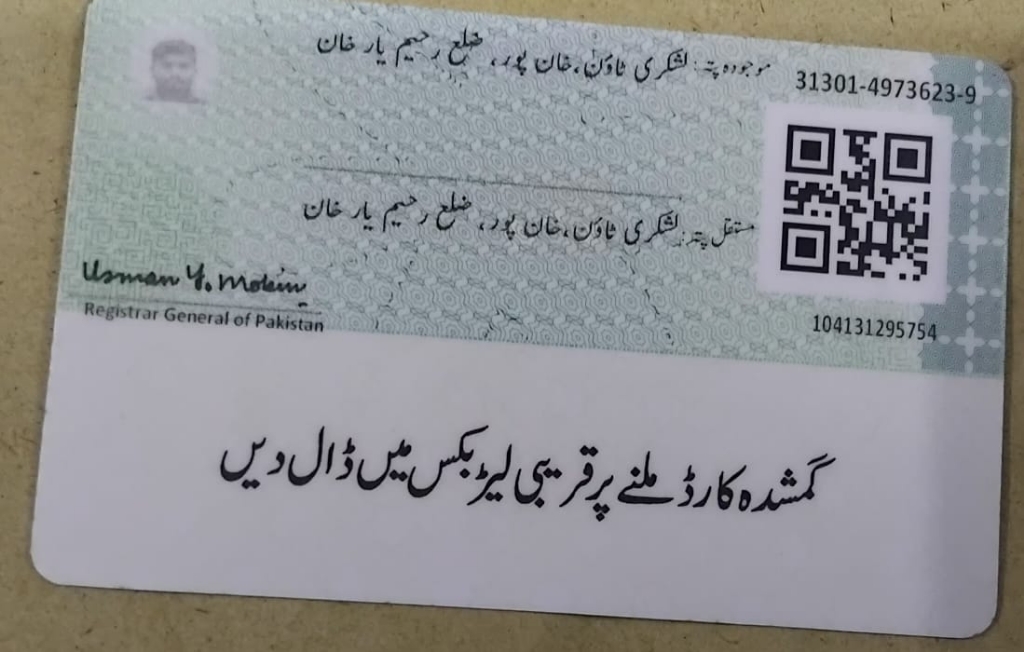 موجودہ پتہ: لشکری ٹاؤن، خان پور، ضلع رحیم یار خان
31301-4973623-9
مستقل پتہ: لشکری ٹاؤن، خان پور، ضلع رحیم یار خان
Usman Y. Mobin
Registrar General of Pakistan
104131295754
گمشدہ کارڈ ملنے پر قریبی لیٹر بکس میں ڈال دیں